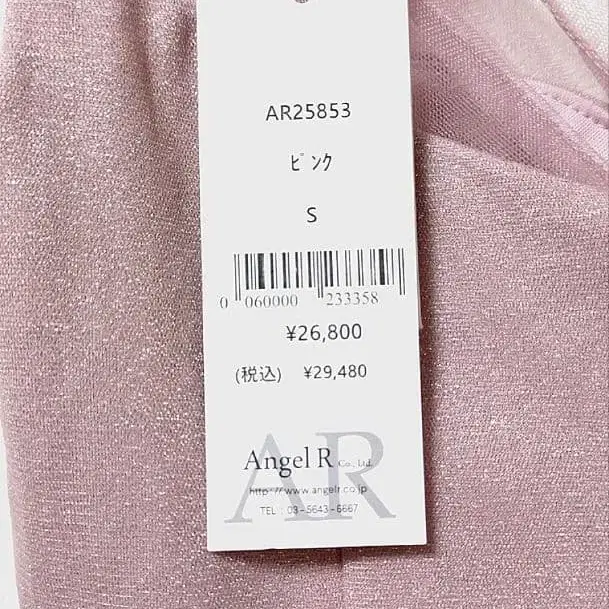 AR25853
ﾋﾟﾝｸ
S
0 060000 233358
¥26,800
(税込) ¥29,480
AR
Angel R Co., Ltd.
http://www.angelr.co.jp
TEL : 03-5643-6667